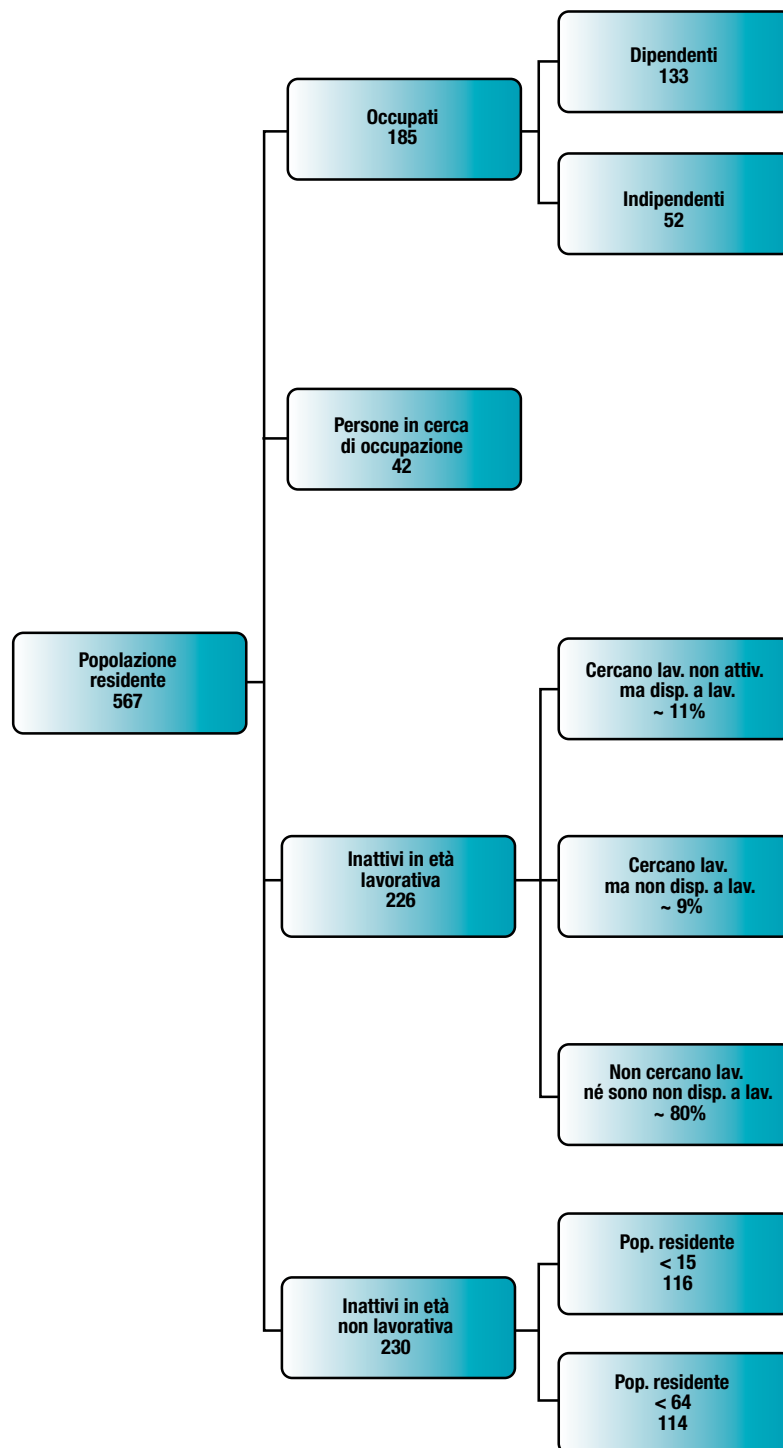 Dipendenti
133
Occupati
185
Indipendenti
52
Persone in cerca
di occupazione
42
Popolazione
residente
567
Cercano lav. non attiv.
ma disp. a lav.
~ 11%
Inattivi in età
lavorativa
226
Cercano lav.
ma non disp. a lav.
~ 9%
Non cercano lav.
né sono non disp. a lav.
~ 80%
Pop. residente
< 15
116
Inattivi in età
non lavorativa
230
Pop. residente
< 64
114